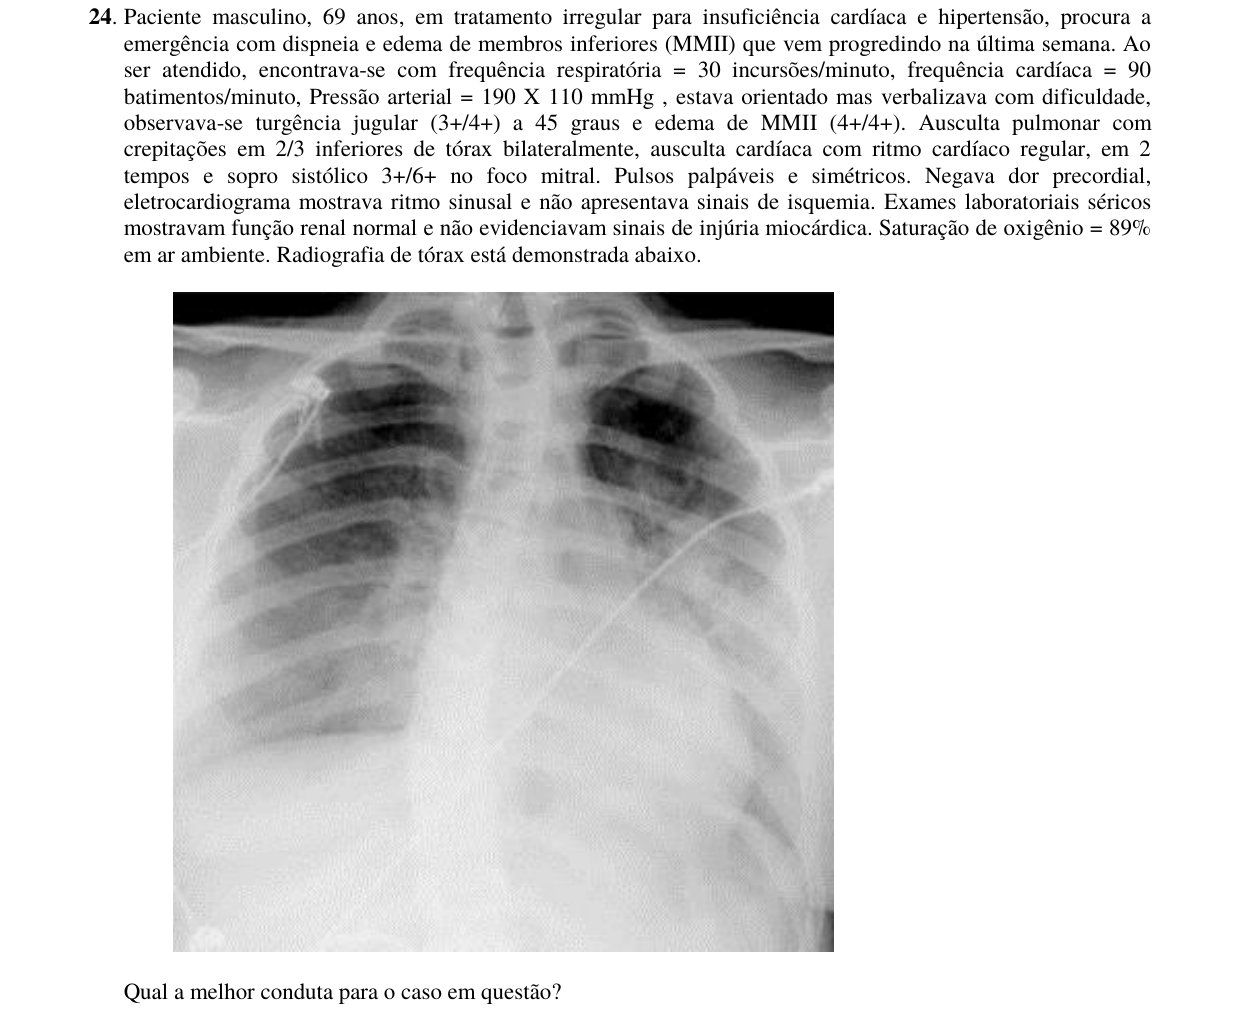 24. Paciente masculino, 69 anos, em tratamento irregular para insuficiência cardíaca e hipertensão, procura a
emergência com dispneia e edema de membros inferiores (MMII) que vem progredindo na última semana. Ao
ser atendido, encontrava-se com frequência respiratória = 30 incursões/minuto, frequência cardíaca = 90
batimentos/minuto, Pressão arterial = 190 X 110 mmHg , estava orientado mas verbalizava com dificuldade,
observava-se turgência jugular (3+/4+) a 45 graus e edema de MMII (4+/4+). Ausculta pulmonar com
crepitações em 2/3 inferiores de tórax bilateralmente, ausculta cardíaca com ritmo cardíaco regular, em 2
tempos e sopro sistólico 3+/6+ no foco mitral. Pulsos palpáveis e simétricos. Negava dor precordial,
eletrocardiograma mostrava ritmo sinusal e não apresentava sinais de isquemia. Exames laboratoriais séricos
mostravam função renal normal e não evidenciavam sinais de injúria miocárdica. Saturação de oxigênio = 89%
em ar ambiente. Radiografia de tórax está demonstrada abaixo.
Qual a melhor conduta para o caso em questão?